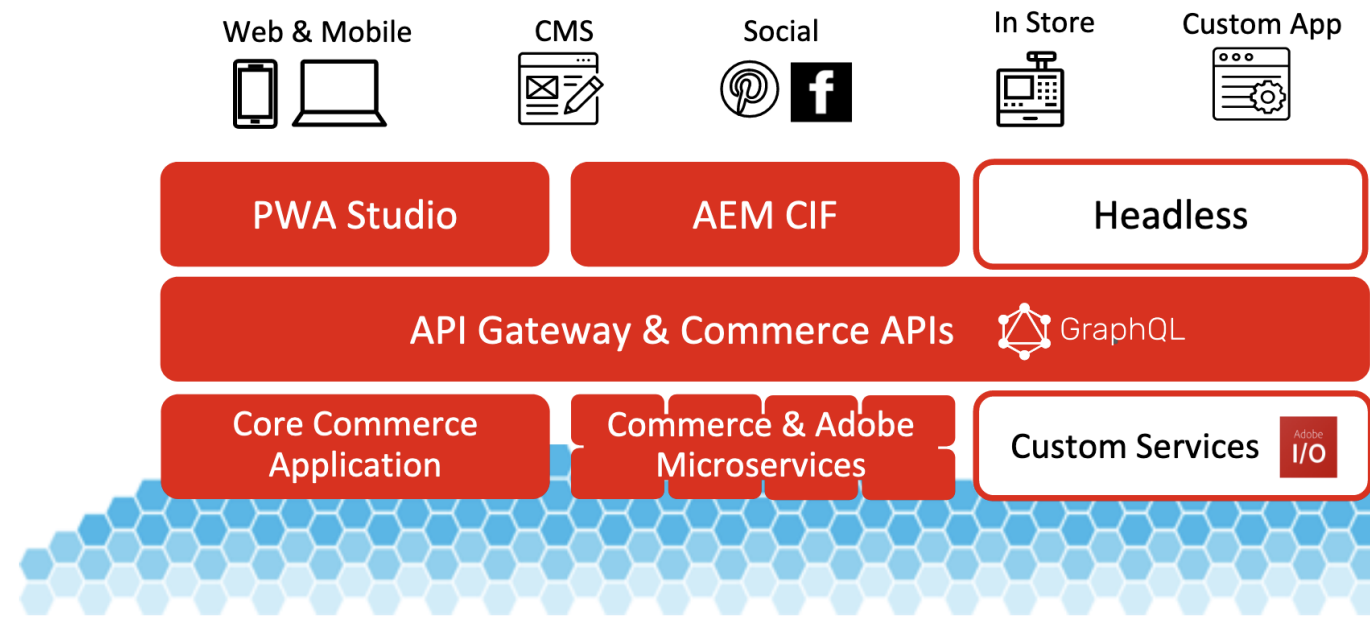 Web & Mobile
CMS
Social
In Store
Custom App
PWA Studio
AEM CIF
Headless
API Gateway & Commerce APIs
GraphQL
Core Commerce
Application
Commerce & Adobe
Microservices
Custom Services
Adobe
I/O